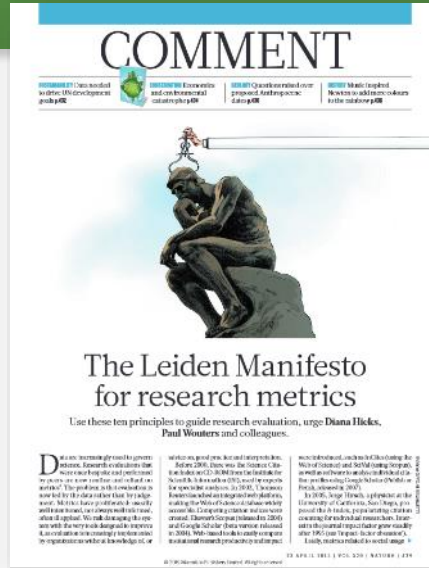 COMMENT
SUSTAINABILITY Data needed
to drive UN development
goals p.432
Economics
and environmental
catastrophe p.434
Questions raised over
proposed Anthropocene
dates p.436
HISTORY Music inspired
Newton to add more colours
to the rainbow p.436
The Leiden Manifesto
for research metrics
Use these ten principles to guide research evaluation, urge Diana Hicks,
Paul Wouters and colleagues.
Data are increasingly used to govern
science. Research evaluations that
were once bespoke and performed
by peers are now routine and reliant on
metrics. The problem is that evaluation is
now led by the data rather than by judgement.
Metrics have proliferated: usually
well intentioned, not always well informed,
often ill applied. We risk damaging the system
with the very tools designed to improve
it, as evaluation is increasingly implemented
by organizations without knowledge of, or
advice on, good practice and interpretation.
Before 2000, there was the Science Citation
Index on CD-ROM from the Institute for
Scientific Information (ISI), used by experts
for specialist analyses. In 2002, Thomson
Reuters launched an integrated web platform,
making the Web of Science database widely
accessible. Competing citation indices were
created: Elsevier's Scopus (released in 2004)
and Google Scholar (beta version released
in 2004). Web-based tools to easily compare
institutional research productivity and impact
were introduced, such as InCites (using the
Web of Science) and SciVal (using Scopus),
as well as software to analyse individual citation
profiles using Google Scholar (Publish or
Perish, released in 2007).
In 2005, Jorge Hirsch, a physicist at the
University of California, San Diego, proposed
the h-index, popularizing citation
counting for individual researchers. Interest
in the journal impact factor grew steadily
after 1995 (see 'Impact-factor obsession').
Lately, metrics related to social usage
23 APRIL 2015 | VOL 520 | NATURE | 429